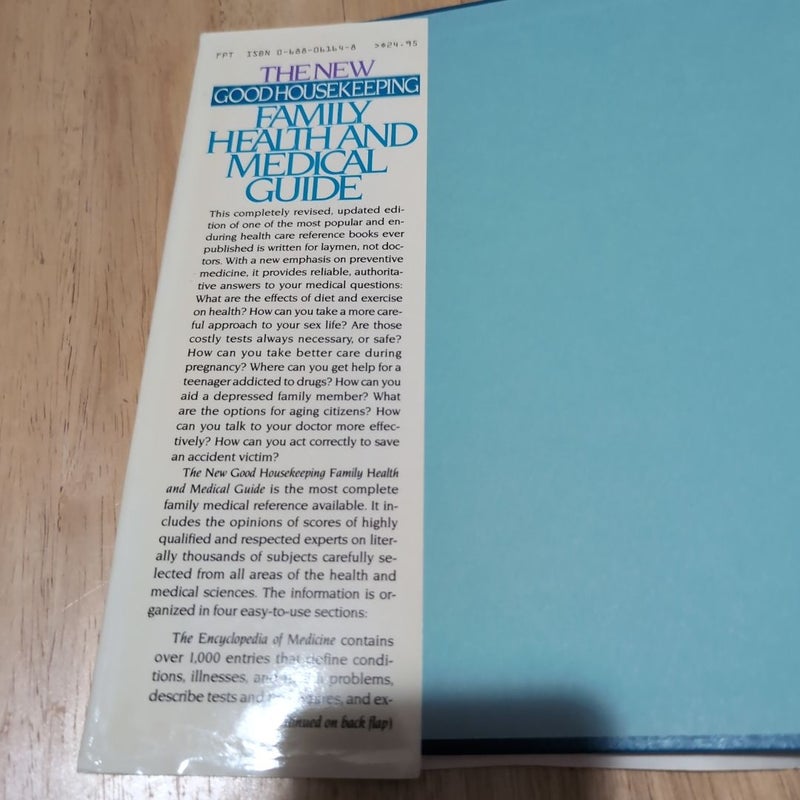 FPT ISBN 0-688-06164-8 >$24.95
THE NEW
GOOD HOUSEKEEPING
FAMILY
HEALTH AND
MEDICAL
GUIDE
This completely revised, updated edi-
tion of one of the most popular and en-
during health care reference books ever
published is written for laymen, not doc-
tors. With a new emphasis on preventive
medicine, it provides reliable, authorita-
tive answers to your medical questions:
What are the effects of diet and exercise
on health? How can you take a more care-
ful approach to your sex life? Are those
costly tests always necessary, or safe?
How can you take better care during
pregnancy? Where can you get help for a
teenager addicted to drugs? How can you
aid a depressed family member? What
are the options for aging citizens? How
can you talk to your doctor more effec-
tively? How can you act correctly to save
an accident victim?
The New Good Housekeeping Family Health
and Medical Guide is the most complete
family medical reference available. It in-
cludes the opinions of scores of highly
qualified and respected experts on liter-
ally thousands of subjects carefully se-
lected from all areas of the health and
medical sciences. The information is or-
ganized in four easy-to-use sections:
The Encyclopedia of Medicine contains
over 1,000 entries that define condi-
tions, illnesses, and problems,
describe tests and and ex-
on back flap)